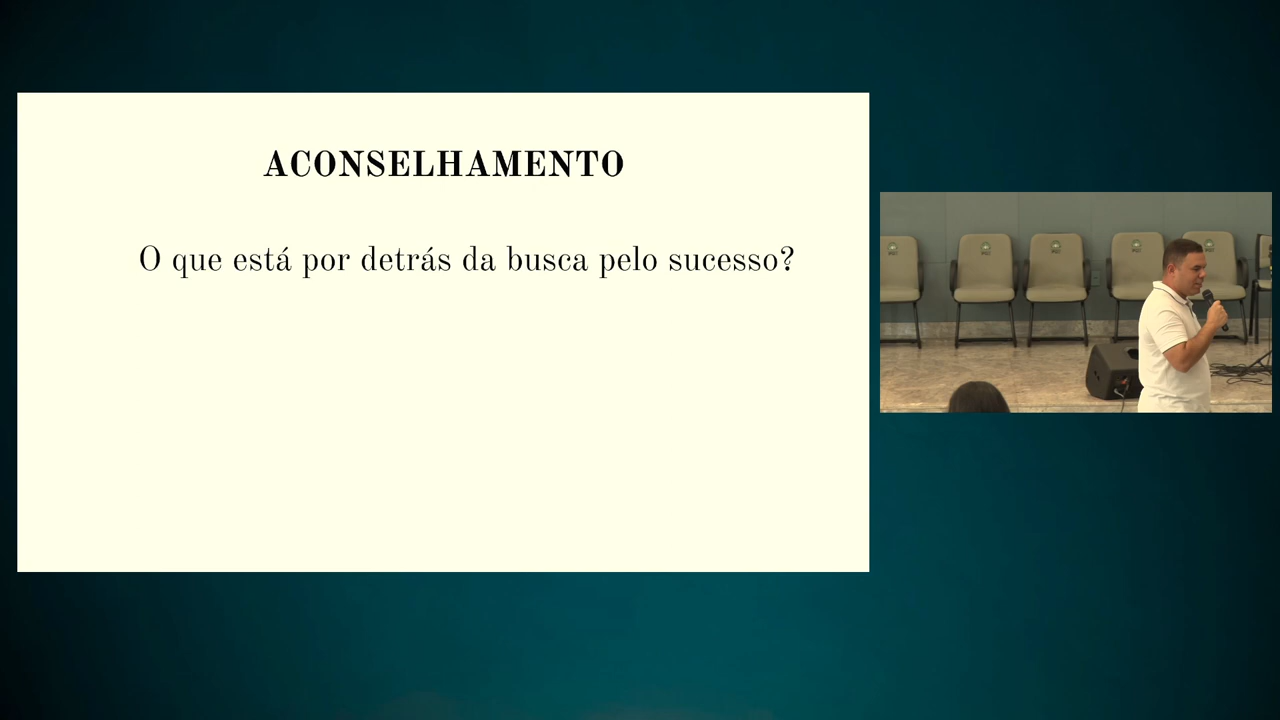 ACONSELHAMENTO
O que está por detrás da busca pelo sucesso?